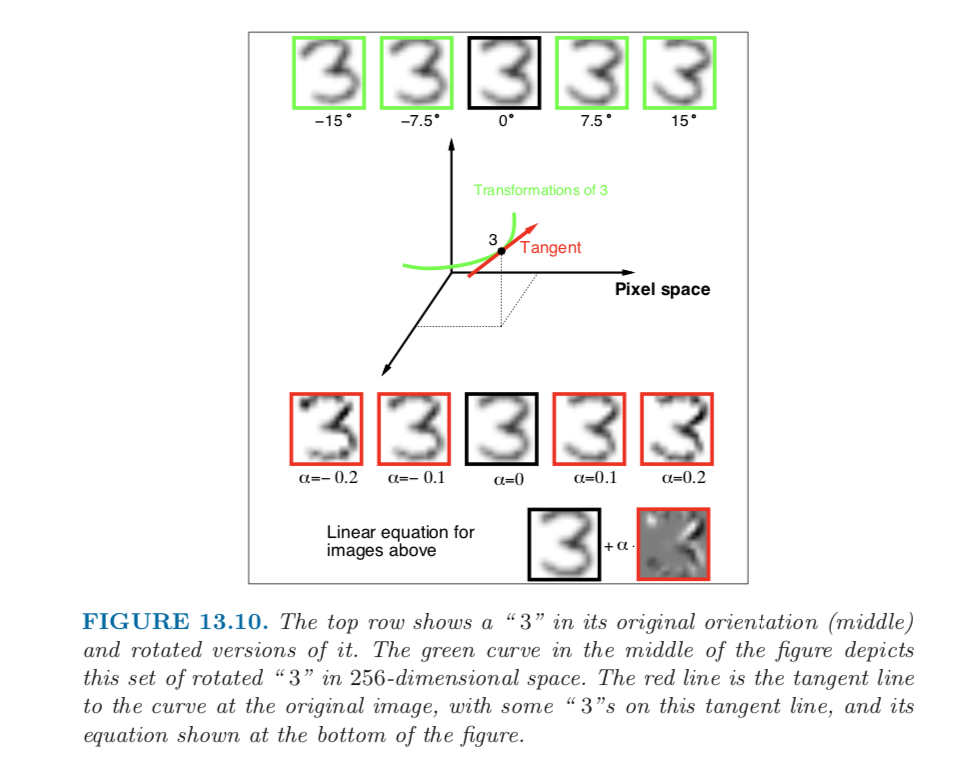 −15° −7.5° 0° 7.5° 15°
Transformations of 3
3
Tangent
Pixel space
α=− 0.2 α=− 0.1 α=0 α=0.1 α=0.2
Linear equation for
images above
+ α ·
FIGURE 13.10. The top row shows a “3” in its original orientation (middle)
and rotated versions of it. The green curve in the middle of the figure depicts
this set of rotated “3” in 256-dimensional space. The red line is the tangent line
to the curve at the original image, with some “3”s on this tangent line, and its
equation shown at the bottom of the figure.